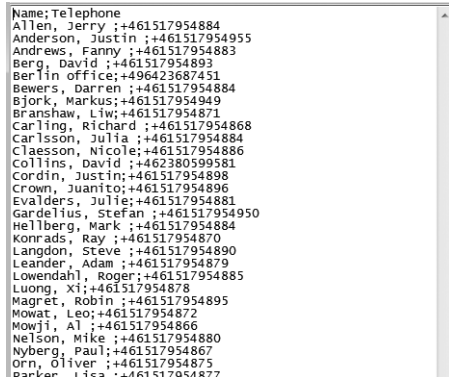 Name;Telephone
Allen, Jerry ;+461517954884
Anderson, Justin ;+461517954955
Andrews, Fanny ;+461517954883
Berg, David ;+461517954893
Berlin office;+496423687451
Bewers, Darren ;+461517954884
Bjork, Markus;+461517954949
Branshaw, Liw;+461517954871
Carling, Richard ;+461517954868
Carlsson, Julia ;+461517954884
Claesson, Nicole;+461517954886
Collins, David ;+462380599581
Cordin, Justin;+461517954898
Crown, Juanito;+461517954896
Evalders, Julie;+461517954881
Gardelius, Stefan ;+461517954950
Hellberg, Mark ;+461517954884
Konrads, Ray ;+461517954870
Langdon, Steve ;+461517954890
Leander, Adam ;+461517954879
Lowendahl, Roger;+461517954885
Luong, Xi;+461517954878
Magret, Robin ;+461517954895
Mowat, Leo;+461517954872
Mowji, Al ;+461517954866
Nelson, Mike ;+461517954880
Nyberg, Paul;+461517954867
Orn, Oliver ;+461517954875
Parker, Lisa ;+461517954877